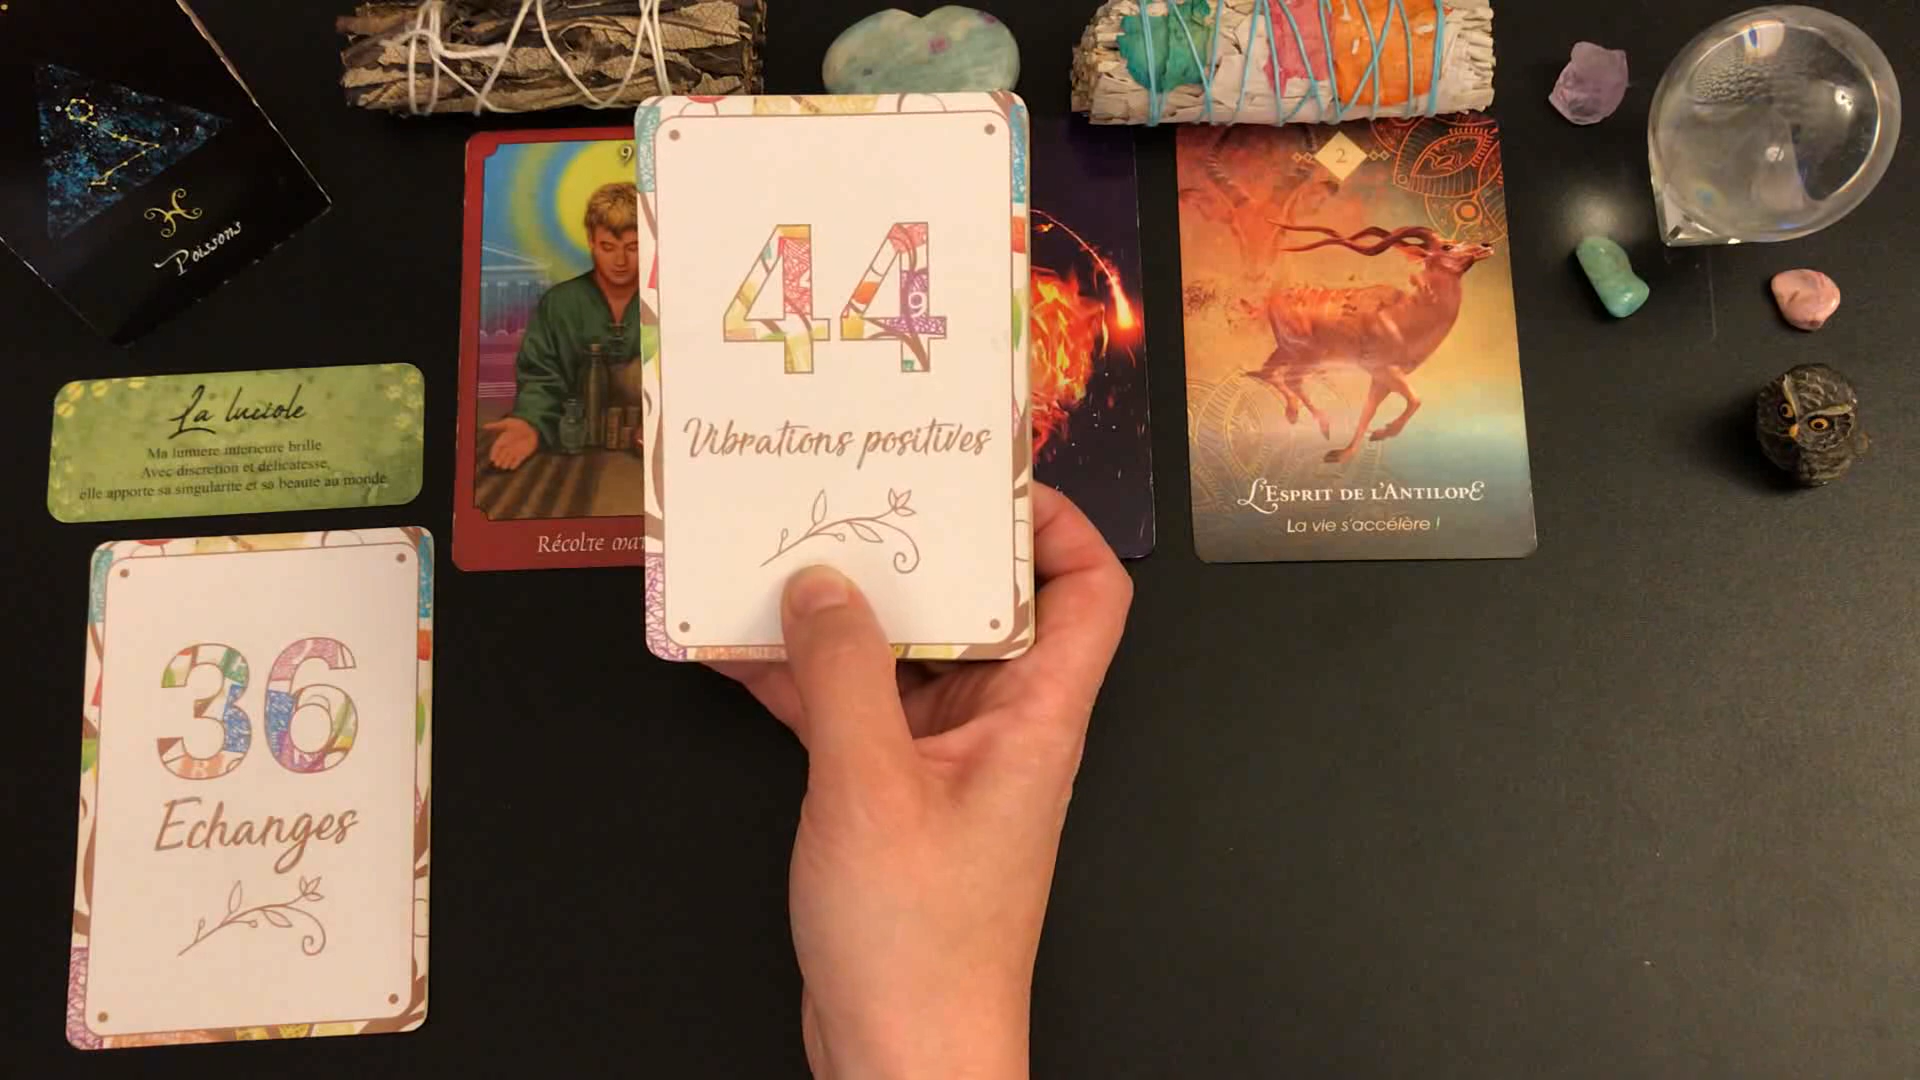 Poissons
La luciole
Ma lumière intérieure brille
Avec discrétion et délicatesse,
elle apporte sa singularité et sa beauté au monde
36
Echanges
9
Récolte
44
9
Vibrations positives
2
L'ESPRIT DE L'ANTILOPE
La vie s'accélère !